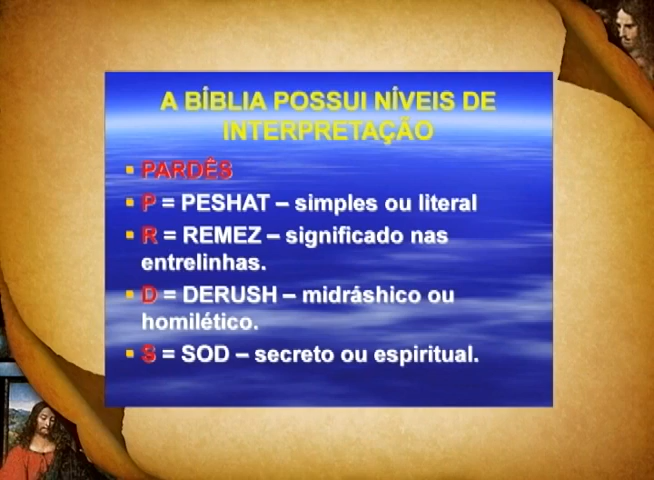 A BÍBLIA POSSUI NÍVEIS DE
INTERPRETAÇÃO
PARDÊS
P = PESHAT – simples ou literal
R = REMEZ – significado nas
entrelinhas.
D = DERUSH – midráshico ou
homilético.
S = SOD – secreto ou espiritual.